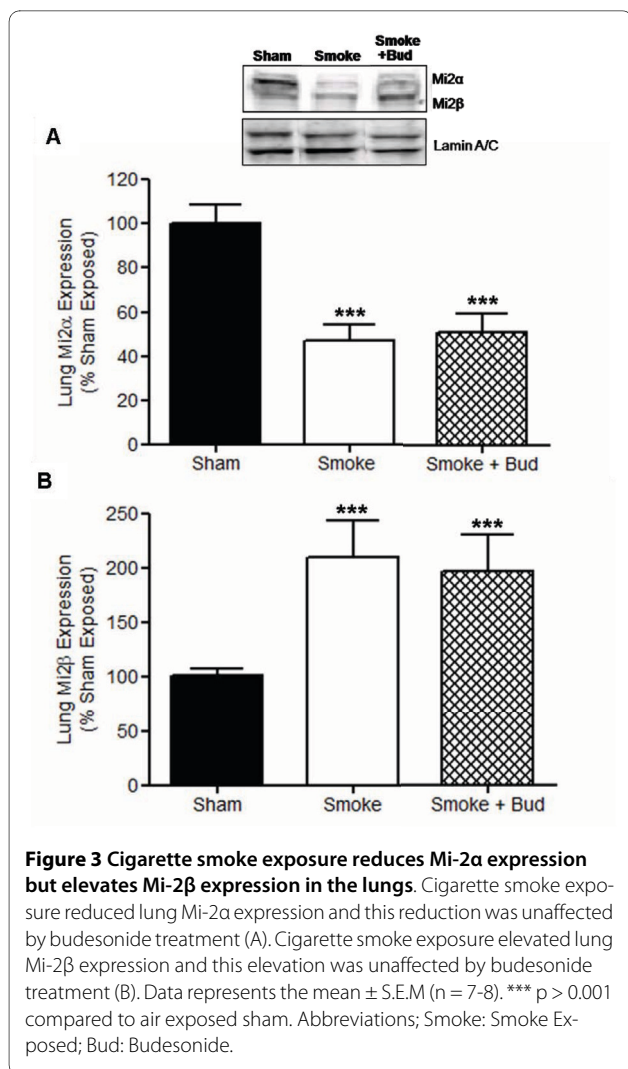 Sham Smoke Smoke +Bud
Mi2α
Mi2β
Lamin A/C
A
Lung Mi2α Expression
(% Sham Exposed)
120
100
80
60
40
20
0
***
***
Sham Smoke Smoke + Bud
B
Lung Mi2β Expression
(% Sham Exposed)
250
200
150
100
50
0
***
***
Sham Smoke Smoke + Bud
Figure 3 Cigarette smoke exposure reduces Mi-2α expression
but elevates Mi-2β expression in the lungs. Cigarette smoke expo-
sure reduced lung Mi-2α expression and this reduction was unaffected
by budesonide treatment (A). Cigarette smoke exposure elevated lung
Mi-2β expression and this elevation was unaffected by budesonide
treatment (B). Data represents the mean ± S.E.M (n = 7-8). *** p > 0.001
compared to air exposed sham. Abbreviations; Smoke: Smoke Ex-
posed; Bud: Budesonide.